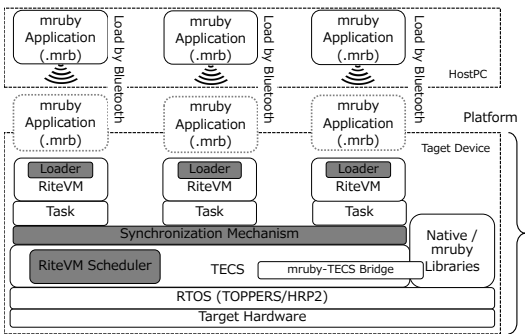 mruby
Application
(.mrb)
Load by Bluetooth
mruby
Application
(.mrb)
Load by Bluetooth
mruby
Application
(.mrb)
Load by Bluetooth
HostPC
mruby
Application
(.mrb)
mruby
Application
(.mrb)
mruby
Application
(.mrb)
Platform
Taget Device
Loader
RiteVM
Loader
RiteVM
Loader
RiteVM
Task
Task
Task
Synchronization Mechanism
Native /
mruby
Libraries
RiteVM Scheduler
TECS
mruby-TECS Bridge
RTOS (TOPPERS/HRP2)
Target Hardware